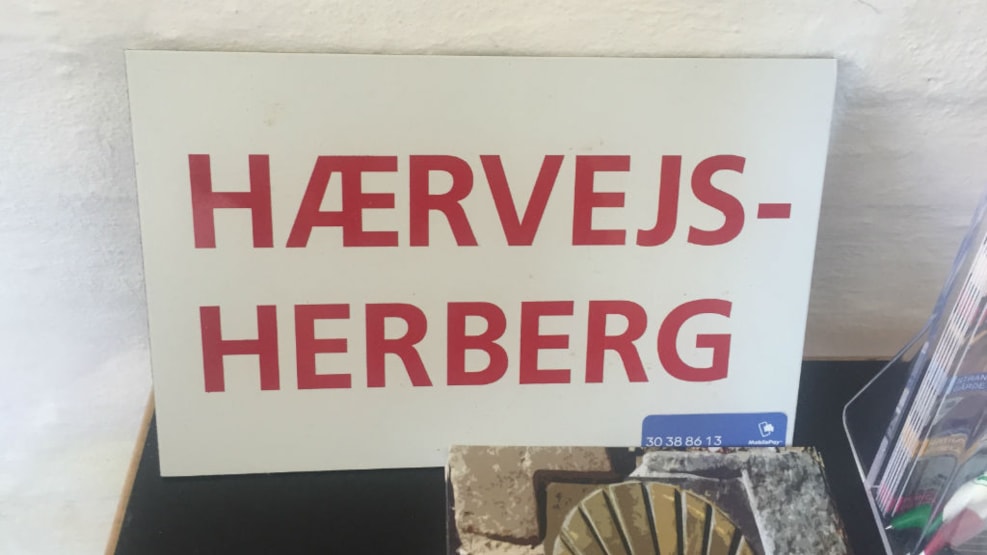 HÆRVEJS-
HERBERG
30 38 86 13
MobilePay